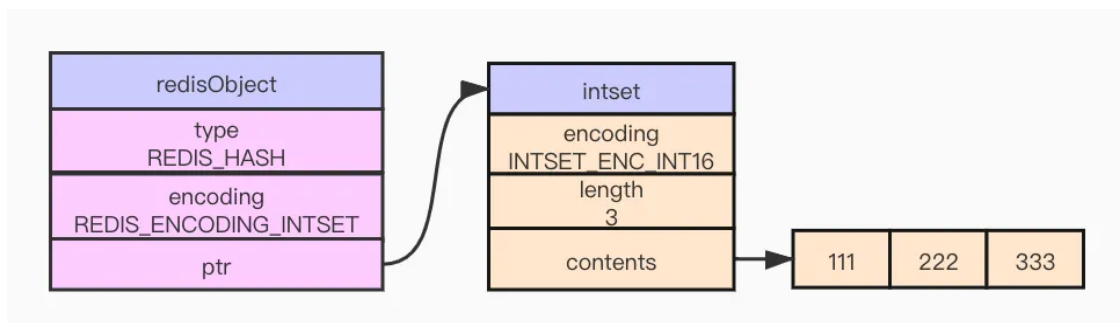 redisObject
type
REDIS_HASH
encoding
REDIS_ENCODING_INTSET
ptr
intset
encoding
INTSET_ENC_INT16
length
3
contents
111 222 333